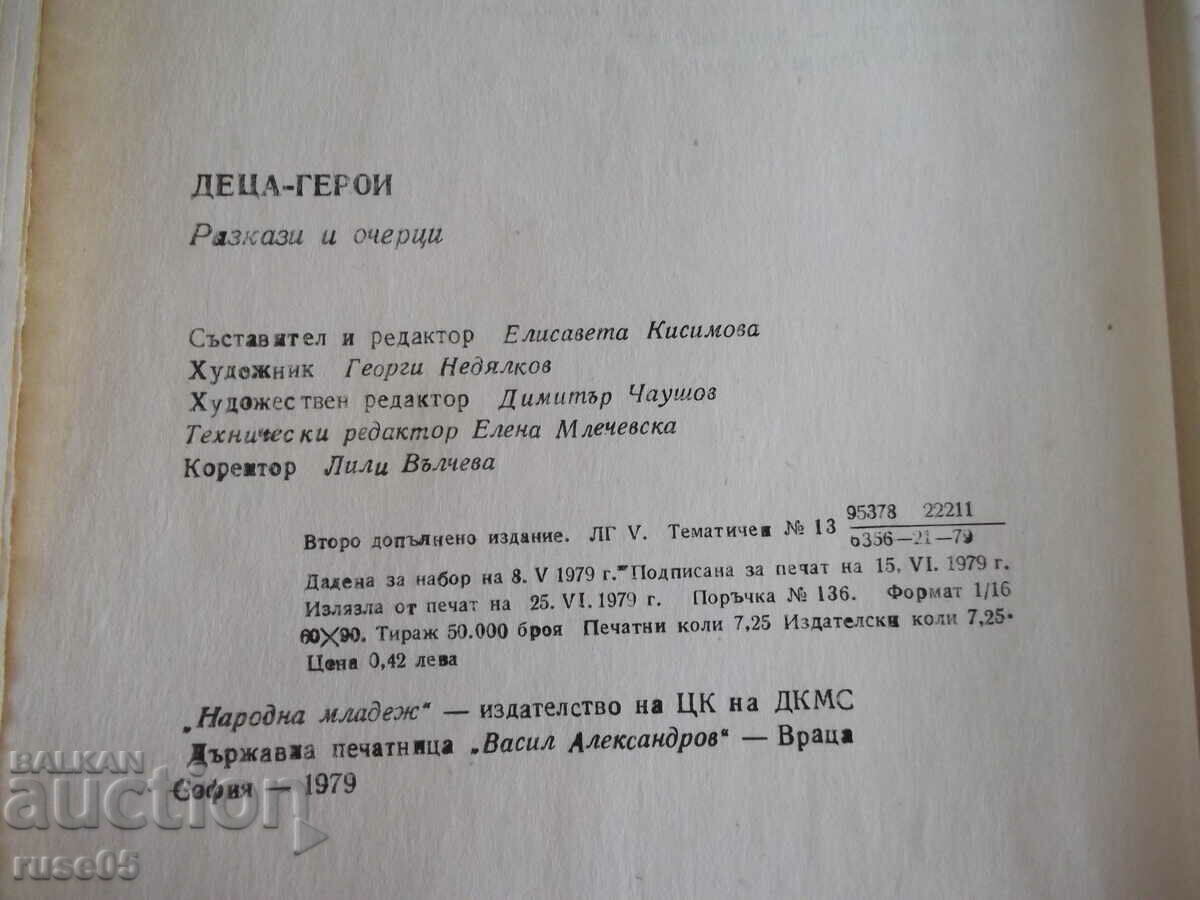 ДЕЦА-ГЕРОИ
Разкази и очерци
Съставител и редактор Елисавета Кисимова
Художник Георги Недялков
Художествен редактор Димитър Чаушов
Технически редактор Елена Млечевска
Коректор Лили Вълчева
Второ допълнено издание. ЛГ V. Тематичен № 13 95378 22211
6356—21—79
Дадена за набор на 8. V 1979 г. Подписана за печат на 15. VI. 1979 г.
Излязла от печат на 25. VI. 1979 г. Поръчка № 136. Формат 1/16
60×90. Тираж 50.000 броя Печатни коли 7,25 Издателски коли 7,25.
Цена 0,42 лева
„Народна младеж“ — издателство на ЦК на ДКМС
Държавна печатница „Васил Александров“ — Враца
София — 1979
BALKAN
auction
ruse05